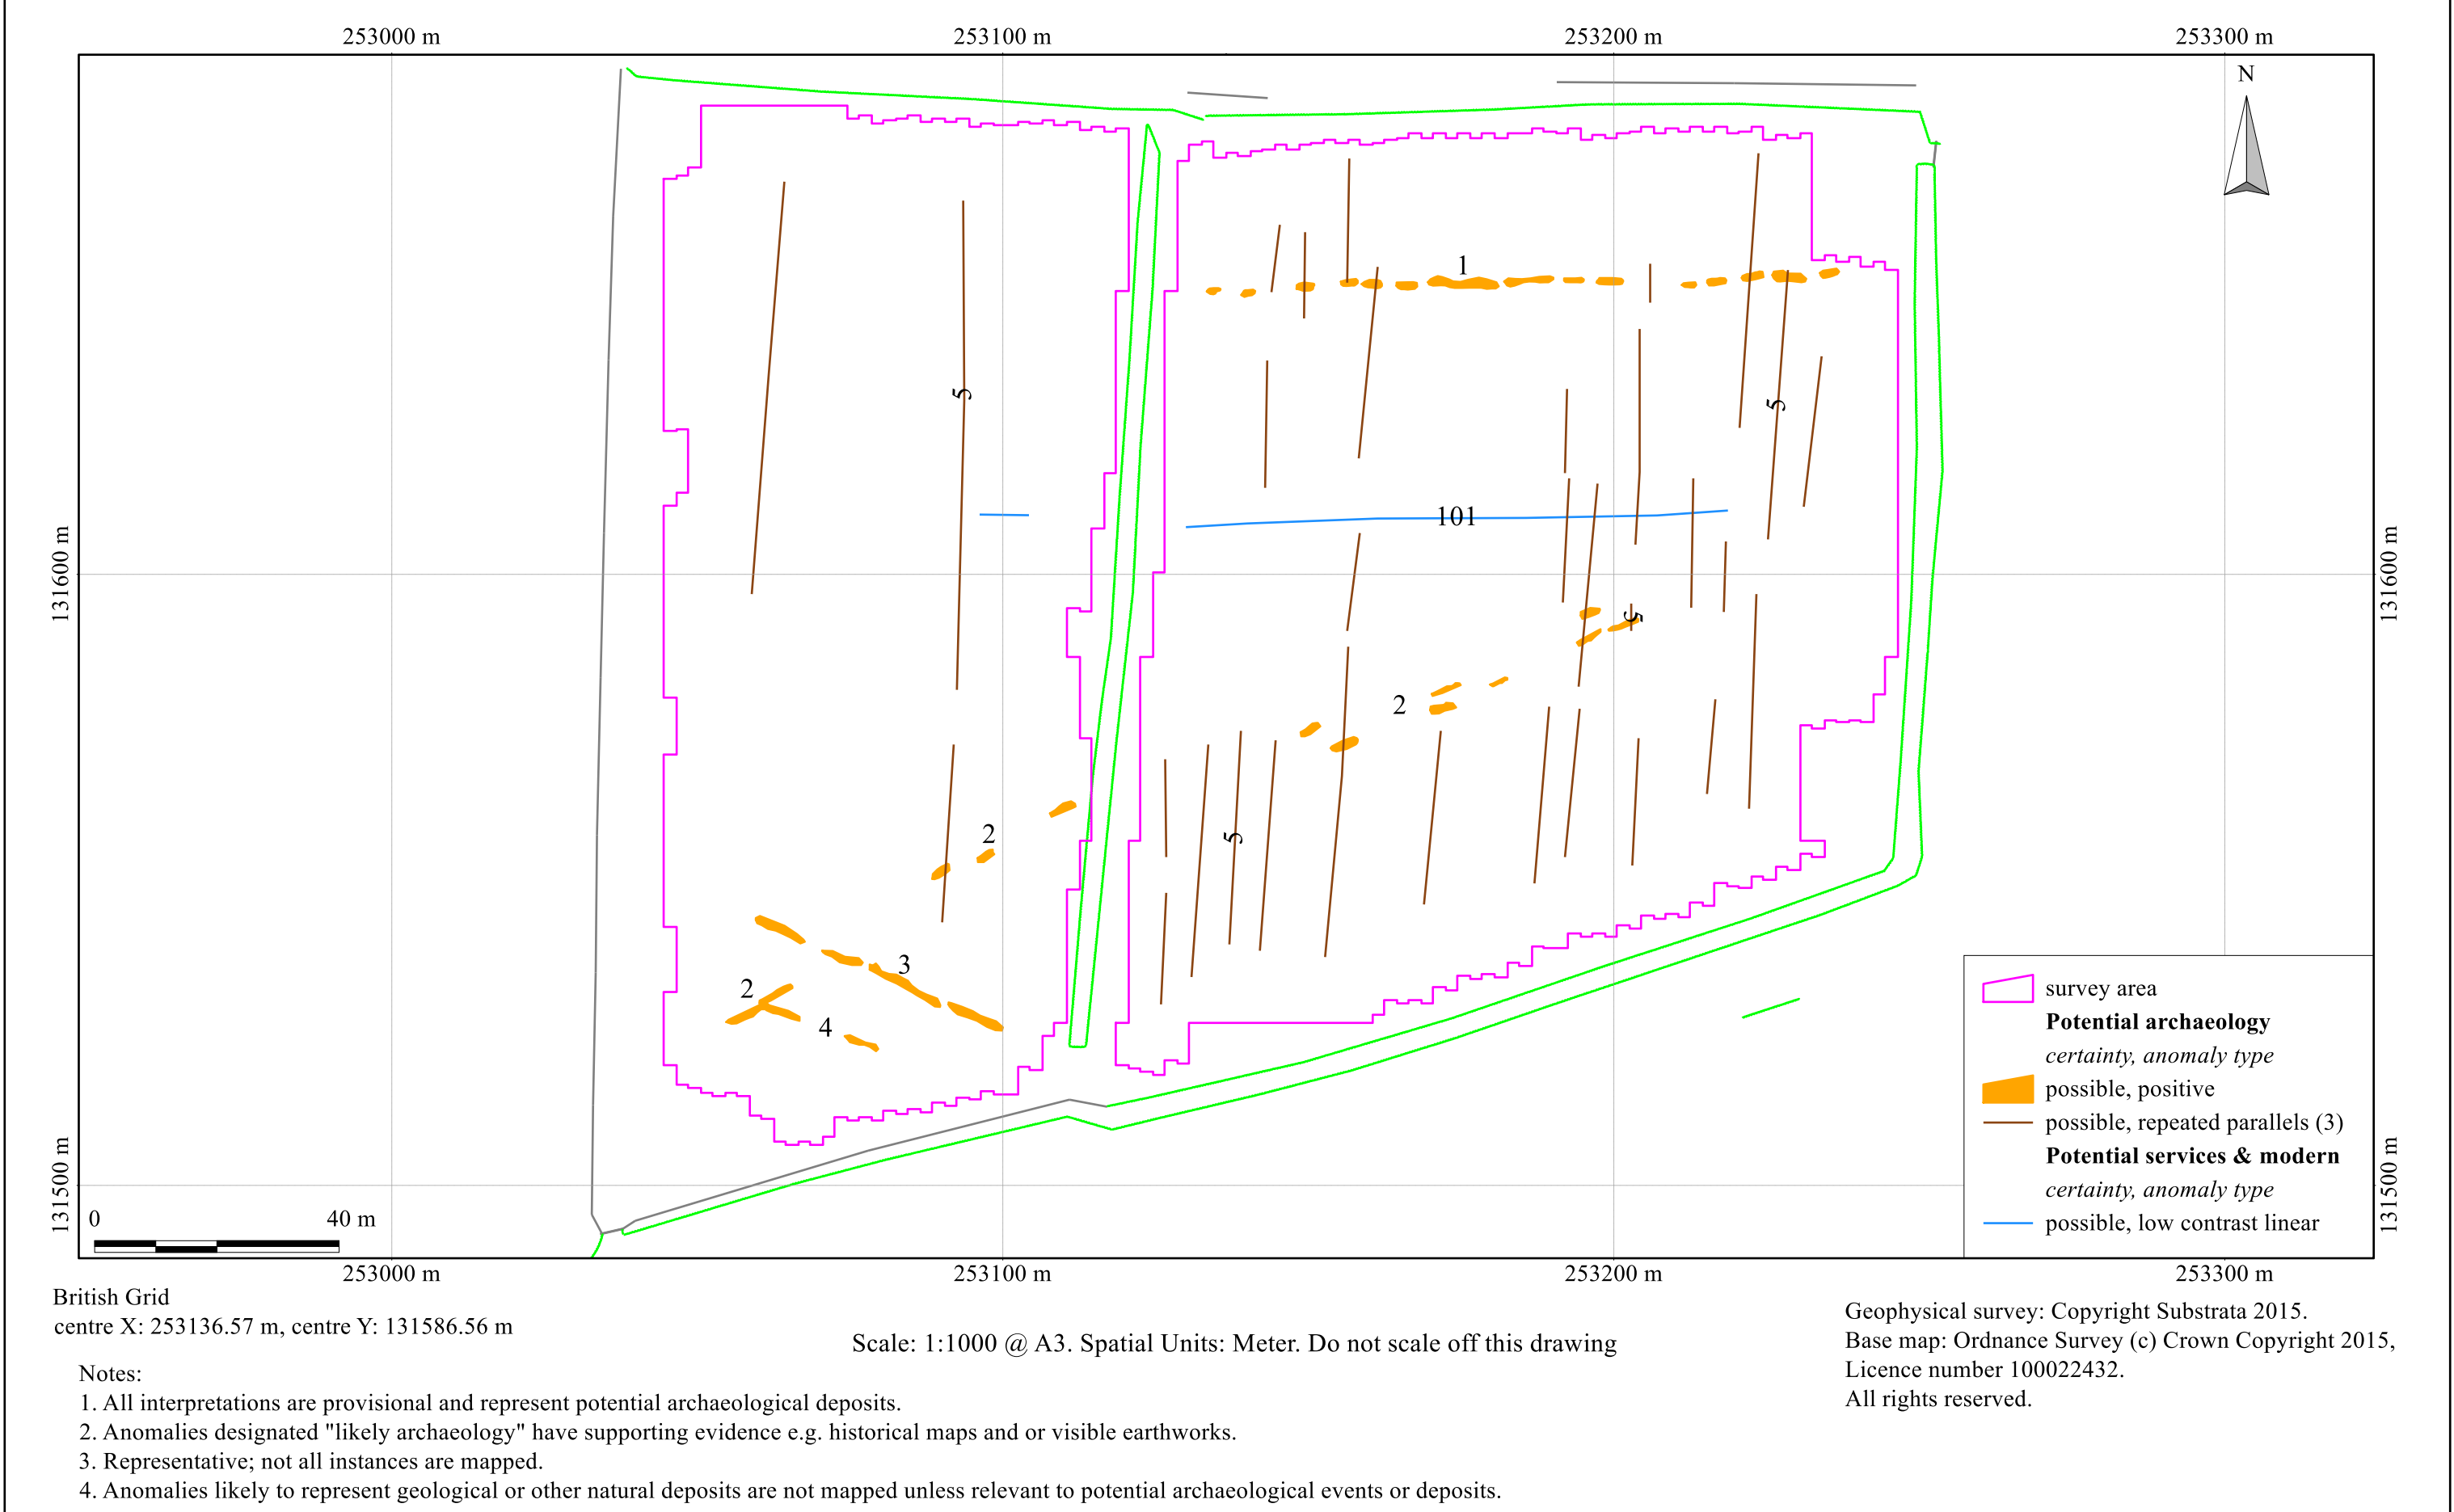 253000 m
253100 m
253200 m
253300 m
N
1
5
5
131600 m
131600 m
101
5
2
2
5
3
2
4
survey area
Potential archaeology
certainty, anomaly type
possible, positive
possible, repeated parallels (3)
Potential services & modern
certainty, anomaly type
possible, low contrast linear
131500 m
131500 m
0
40 m
253000 m
253100 m
253200 m
253300 m
British Grid
centre X: 253136.57 m, centre Y: 131586.56 m
Scale: 1:1000 @ A3. Spatial Units: Meter. Do not scale off this drawing
Geophysical survey: Copyright Substrata 2015.
Base map: Ordnance Survey (c) Crown Copyright 2015,
Licence number 100022432.
All rights reserved.
Notes:
1. All interpretations are provisional and represent potential archaeological deposits.
2. Anomalies designated "likely archaeology" have supporting evidence e.g. historical maps and or visible earthworks.
3. Representative; not all instances are mapped.
4. Anomalies likely to represent geological or other natural deposits are not mapped unless relevant to potential archaeological events or deposits.